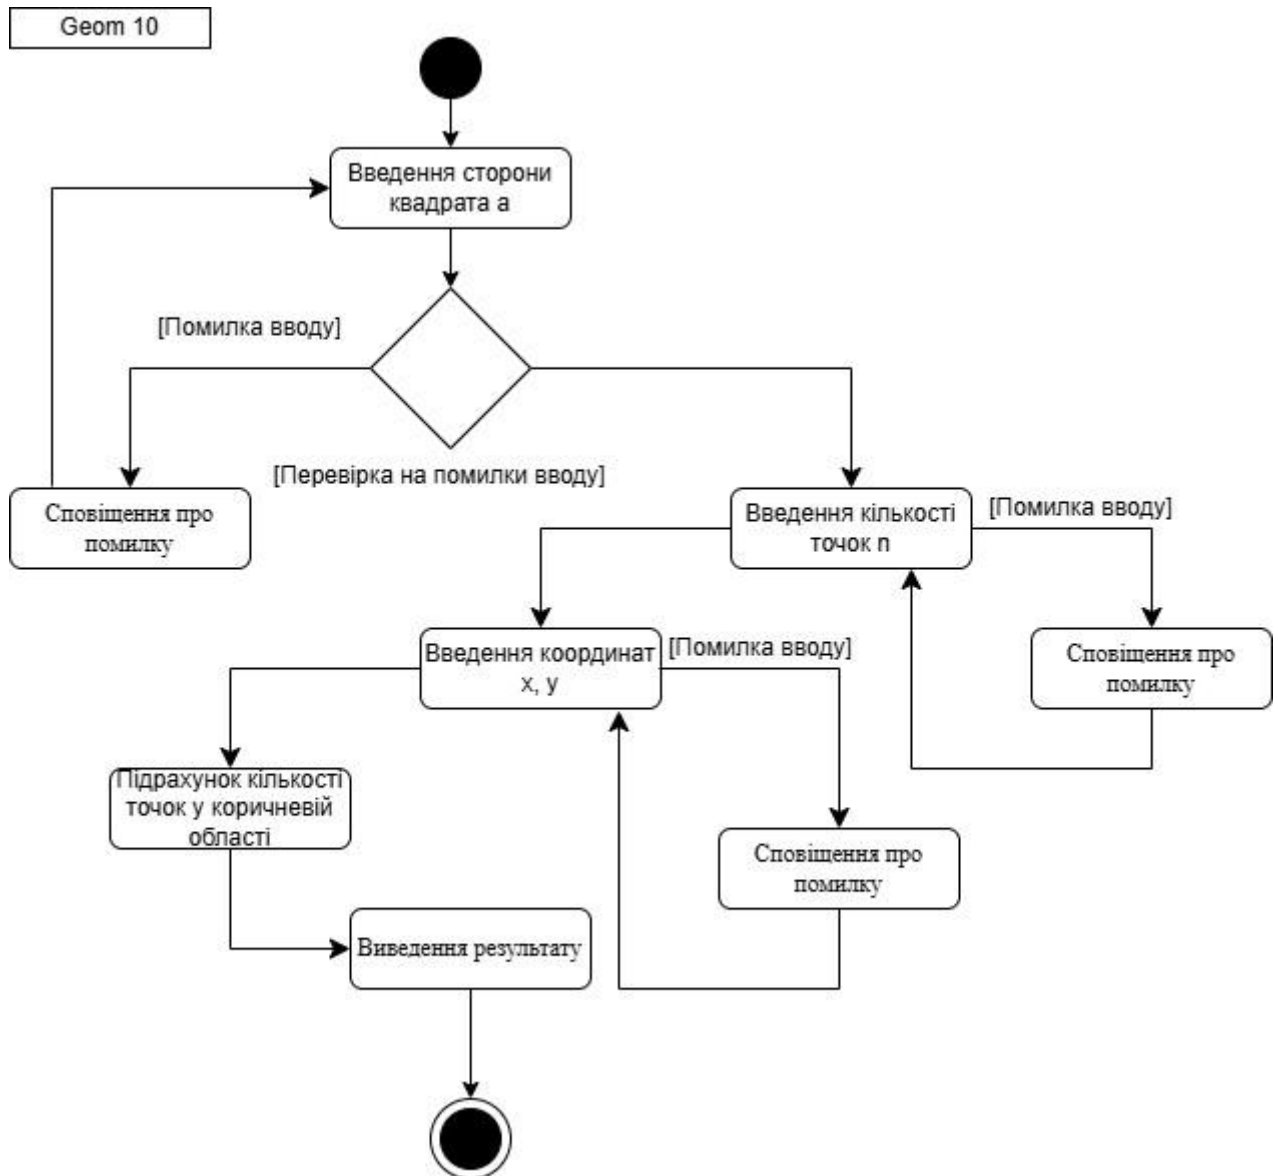 Geom 10
Введення сторони
квадрата a
[Помилка вводу]
[Перевірка на помилки вводу]
Сповіщення про
помилку
Введення кількості
точок n
[Помилка вводу]
Введення координат
x, y
[Помилка вводу]
Сповіщення про
помилку
Підрахунок кількості
точок у коричневій
області
Сповіщення про
помилку
Виведення результату